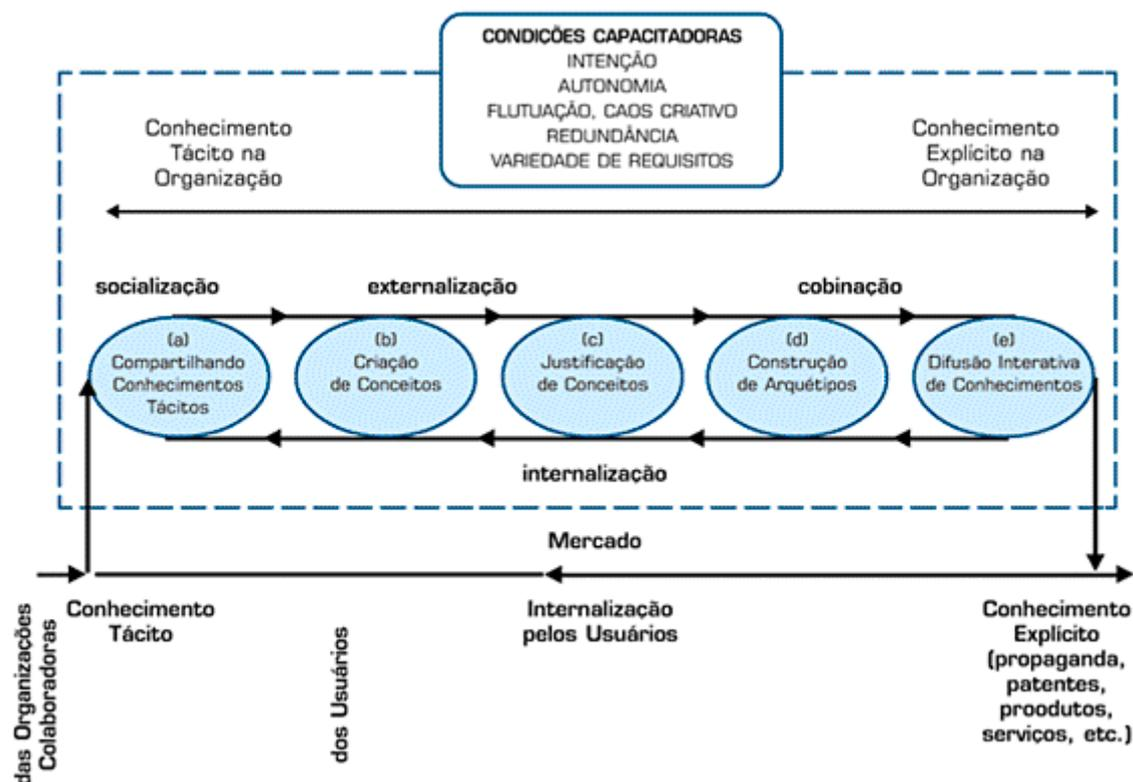 CONDIÇÕES CAPACITADORAS
INTENÇÃO
AUTONOMIA
FLUTUAÇÃO, CAOS CRIATIVO
REDUNDÂNCIA
VARIEDADE DE REQUISITOS
Conhecimento
Tácito na
Organização
Conhecimento
Explícito na
Organização
socialização
externalização
cobinação
(a)
Compartilhando
Conhecimentos
Tácitos
(b)
Criação
de Conceitos
(c)
Justificação
de Conceitos
(d)
Construção
de Arquétipos
(e)
Difusão Interativa
de Conhecimentos
internalização
Mercado
das Organizações
Colaboradoras
Conhecimento
Tácito
dos Usuários
Internalização
pelos Usuários
Conhecimento
Explícito
(propaganda,
patentes,
proodutos,
serviços, etc.)